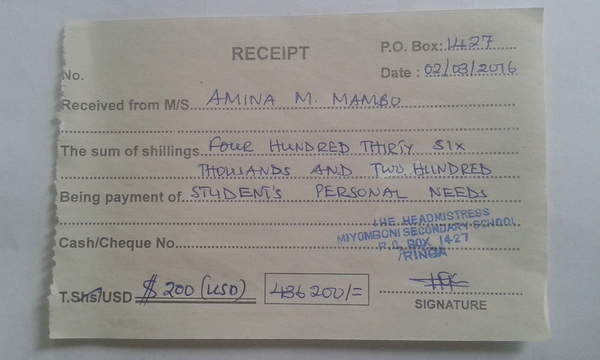 RECEIPT
P.O. Box: 1427
No.
Date : 02/03/2016
Received from M/S. AMINA M. MAMBO
The sum of shillings FOUR HUNDRED THIRTY SIX
THOUSANDS AND TWO HUNDRED
Being payment of STUDENT'S PERSONAL NEEDS
THE HEADMISTRESS
MIYOMBONI SECONDARY SCHOOL
P.O. BOX 1427
IRINGA
Cash/Cheque No.
T.Shs/USD $ 200 (USD) 436200/=
SIGNATURE